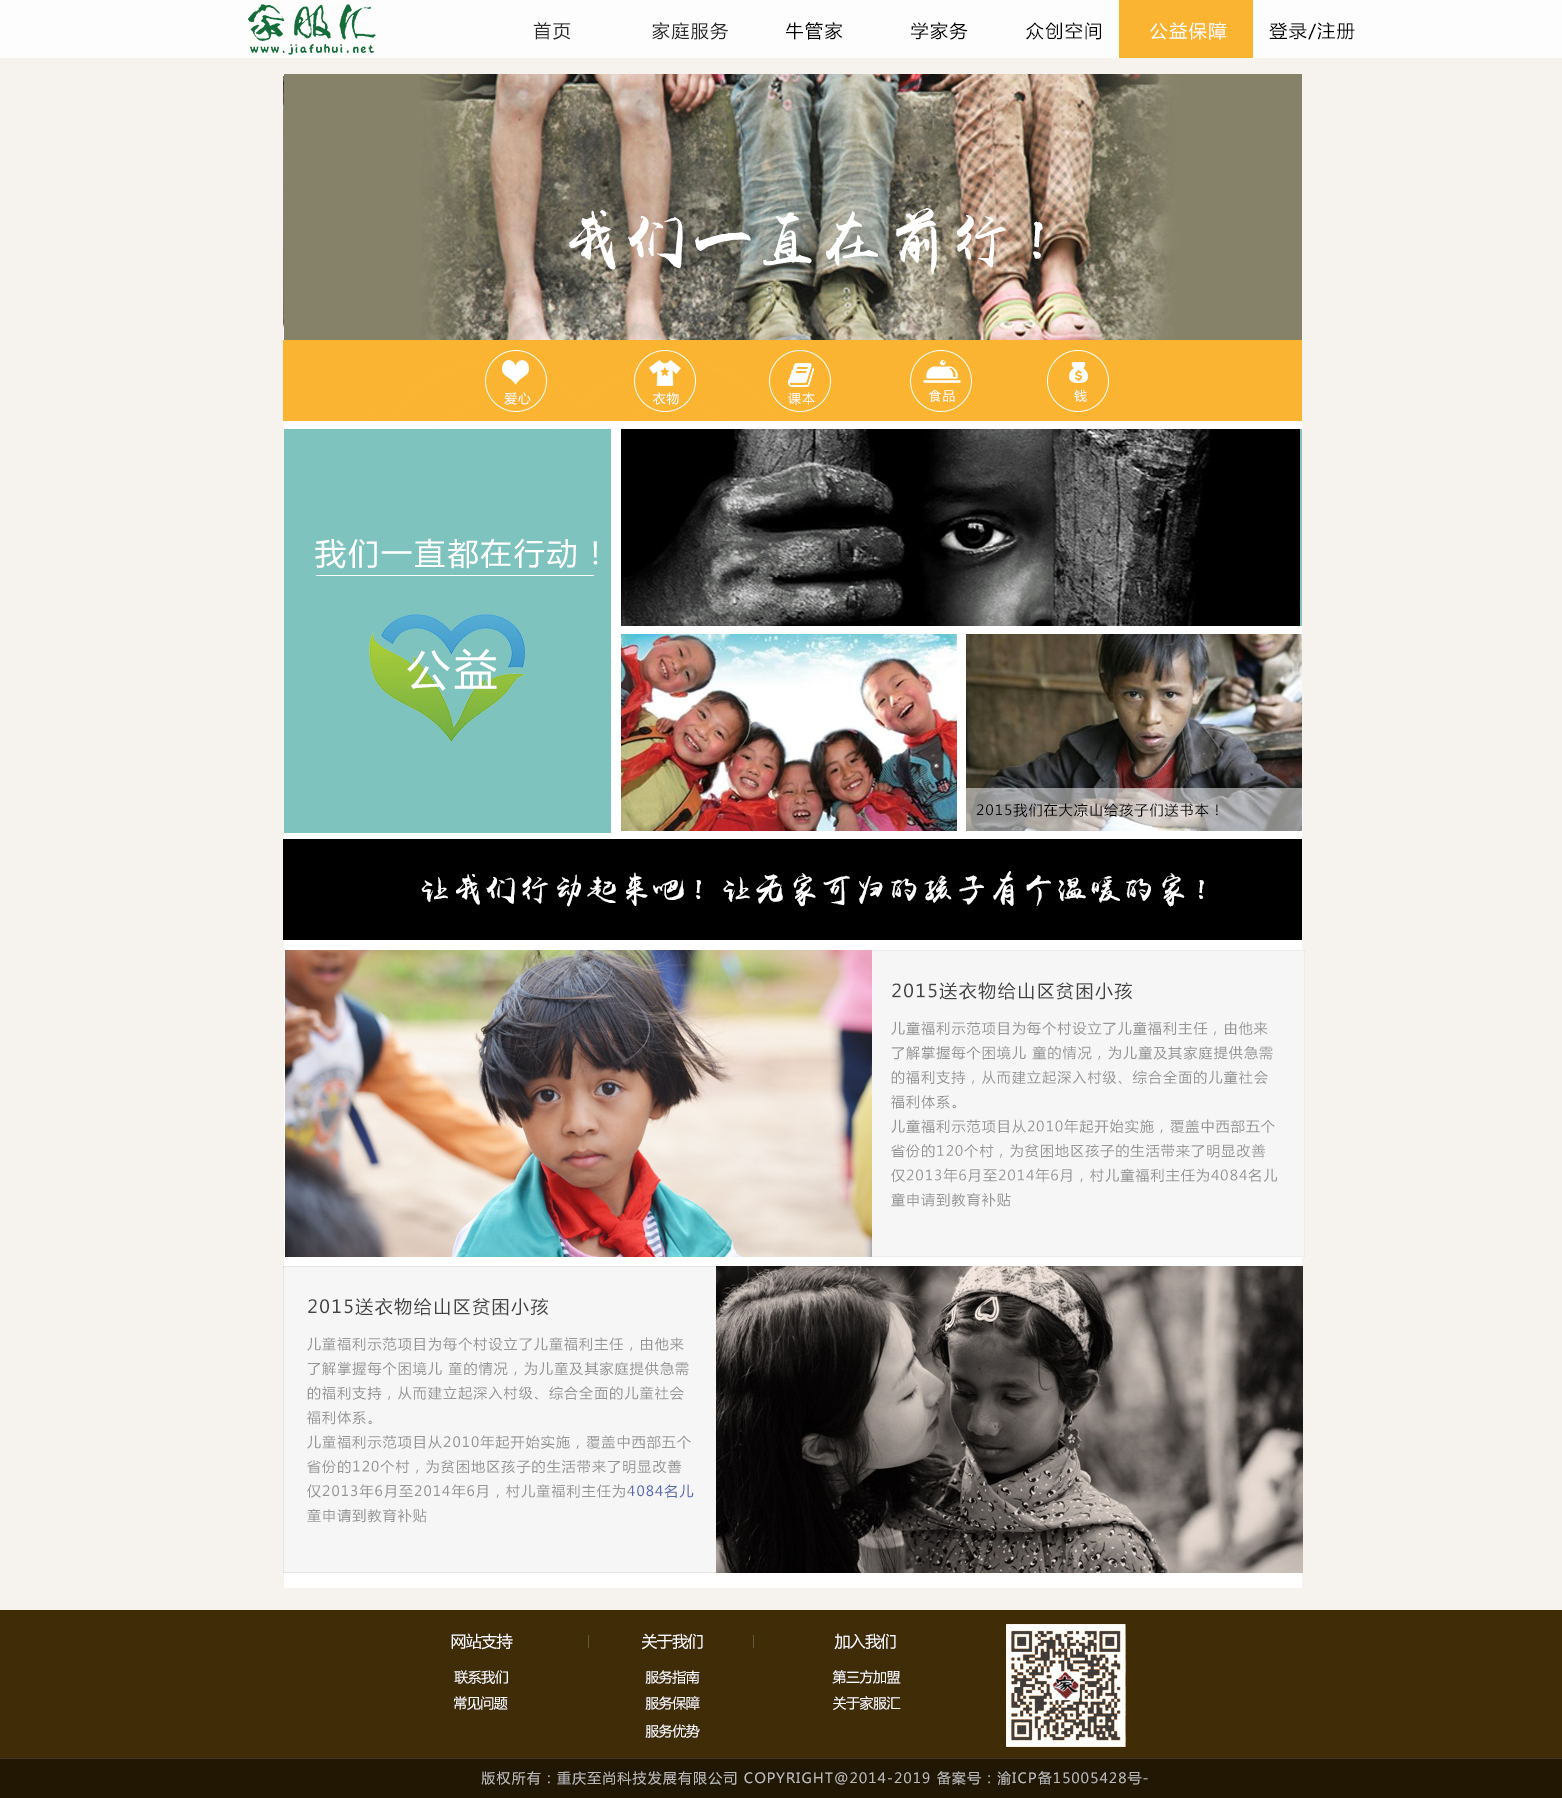 家服汇
www.jiafuhui.net
首页 家庭服务 牛管家 学家务 众创空间 公益保障 登录/注册
我们一直在前行！
爱心 衣物 课本 食品 钱
我们一直都在行动！
公益
2015我们在大凉山给孩子们送书本！
让我们行动起来吧！让无家可归的孩子有个温暖的家！
2015送衣物给山区贫困小孩
儿童福利示范项目为每个村设立了儿童福利主任，由他来
了解掌握每个困境儿 童的情况，为儿童及其家庭提供急需
的福利支持，从而建立起深入村级、综合全面的儿童社会
福利体系。
儿童福利示范项目从2010年起开始实施，覆盖中西部五个
省份的120个村，为贫困地区孩子的生活带来了明显改善
仅2013年6月至2014年6月，村儿童福利主任为4084名儿
童申请到教育补贴
2015送衣物给山区贫困小孩
儿童福利示范项目为每个村设立了儿童福利主任，由他来
了解掌握每个困境儿 童的情况，为儿童及其家庭提供急需
的福利支持，从而建立起深入村级、综合全面的儿童社会
福利体系。
儿童福利示范项目从2010年起开始实施，覆盖中西部五个
省份的120个村，为贫困地区孩子的生活带来了明显改善
仅2013年6月至2014年6月，村儿童福利主任为4084名儿
童申请到教育补贴
网站支持 关于我们 加入我们
联系我们 服务指南 第三方加盟
常见问题 服务保障 关于家服汇
服务优势
家
版权所有：重庆至尚科技发展有限公司 COPYRIGHT@2014-2019 备案号：渝ICP备15005428号-